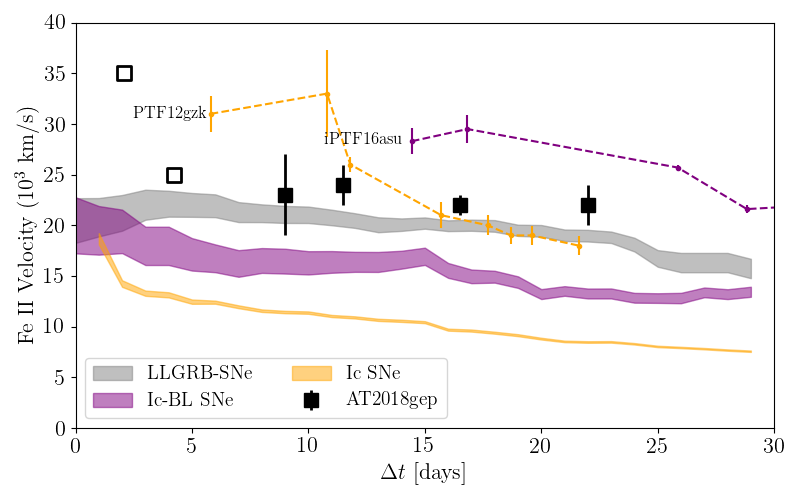 40
35
30
25
20
15
10
5
0
Fe II Velocity (10³ km/s)
PTF12gzk
iPTF16asu
LLGRB-SNe
Ic-BL SNe
Ic SNe
AT2018gep
0 5 10 15 20 25 30
Δt [days]